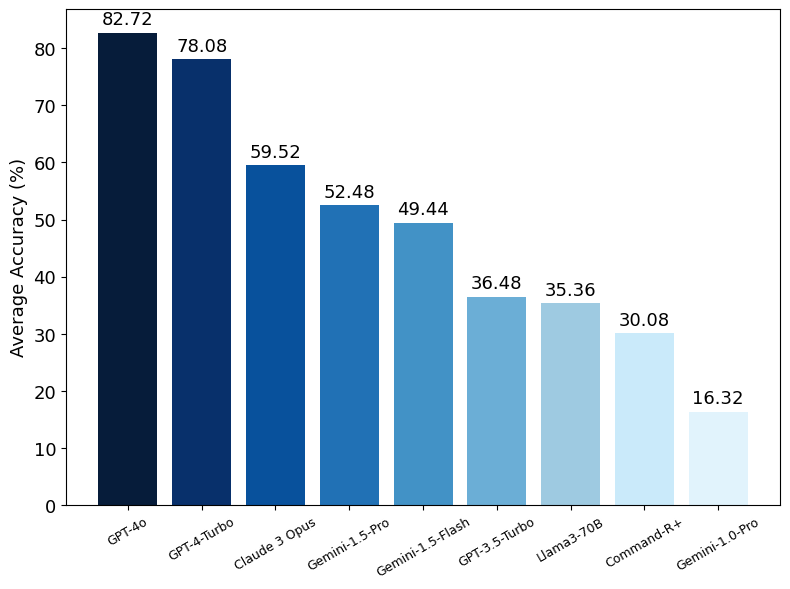 82.72
78.08
59.52
52.48
49.44
36.48
35.36
30.08
16.32
Average Accuracy (%)
80
70
60
50
40
30
20
10
0
GPT-4o
GPT-4-Turbo
Claude 3 Opus
Gemini-1.5-Pro
Gemini-1.5-Flash
GPT-3.5-Turbo
Llama3-70B
Command-R+
Gemini-1.0-Pro